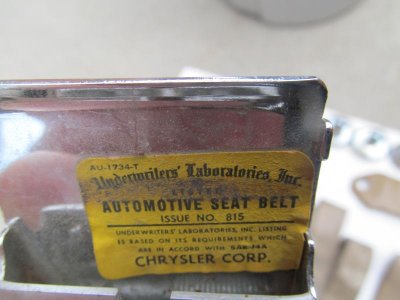 AU-1734-T
Underwriters' Laboratories, Inc.
LISTED
AUTOMOTIVE SEAT BELT
ISSUE NO. 815
UNDERWRITERS' LABORATORIES, INC. LISTING
IS BASED ON ITS REQUIREMENTS WHICH
ARE IN ACCORD WITH SAE J4A
CHRYSLER CORP.